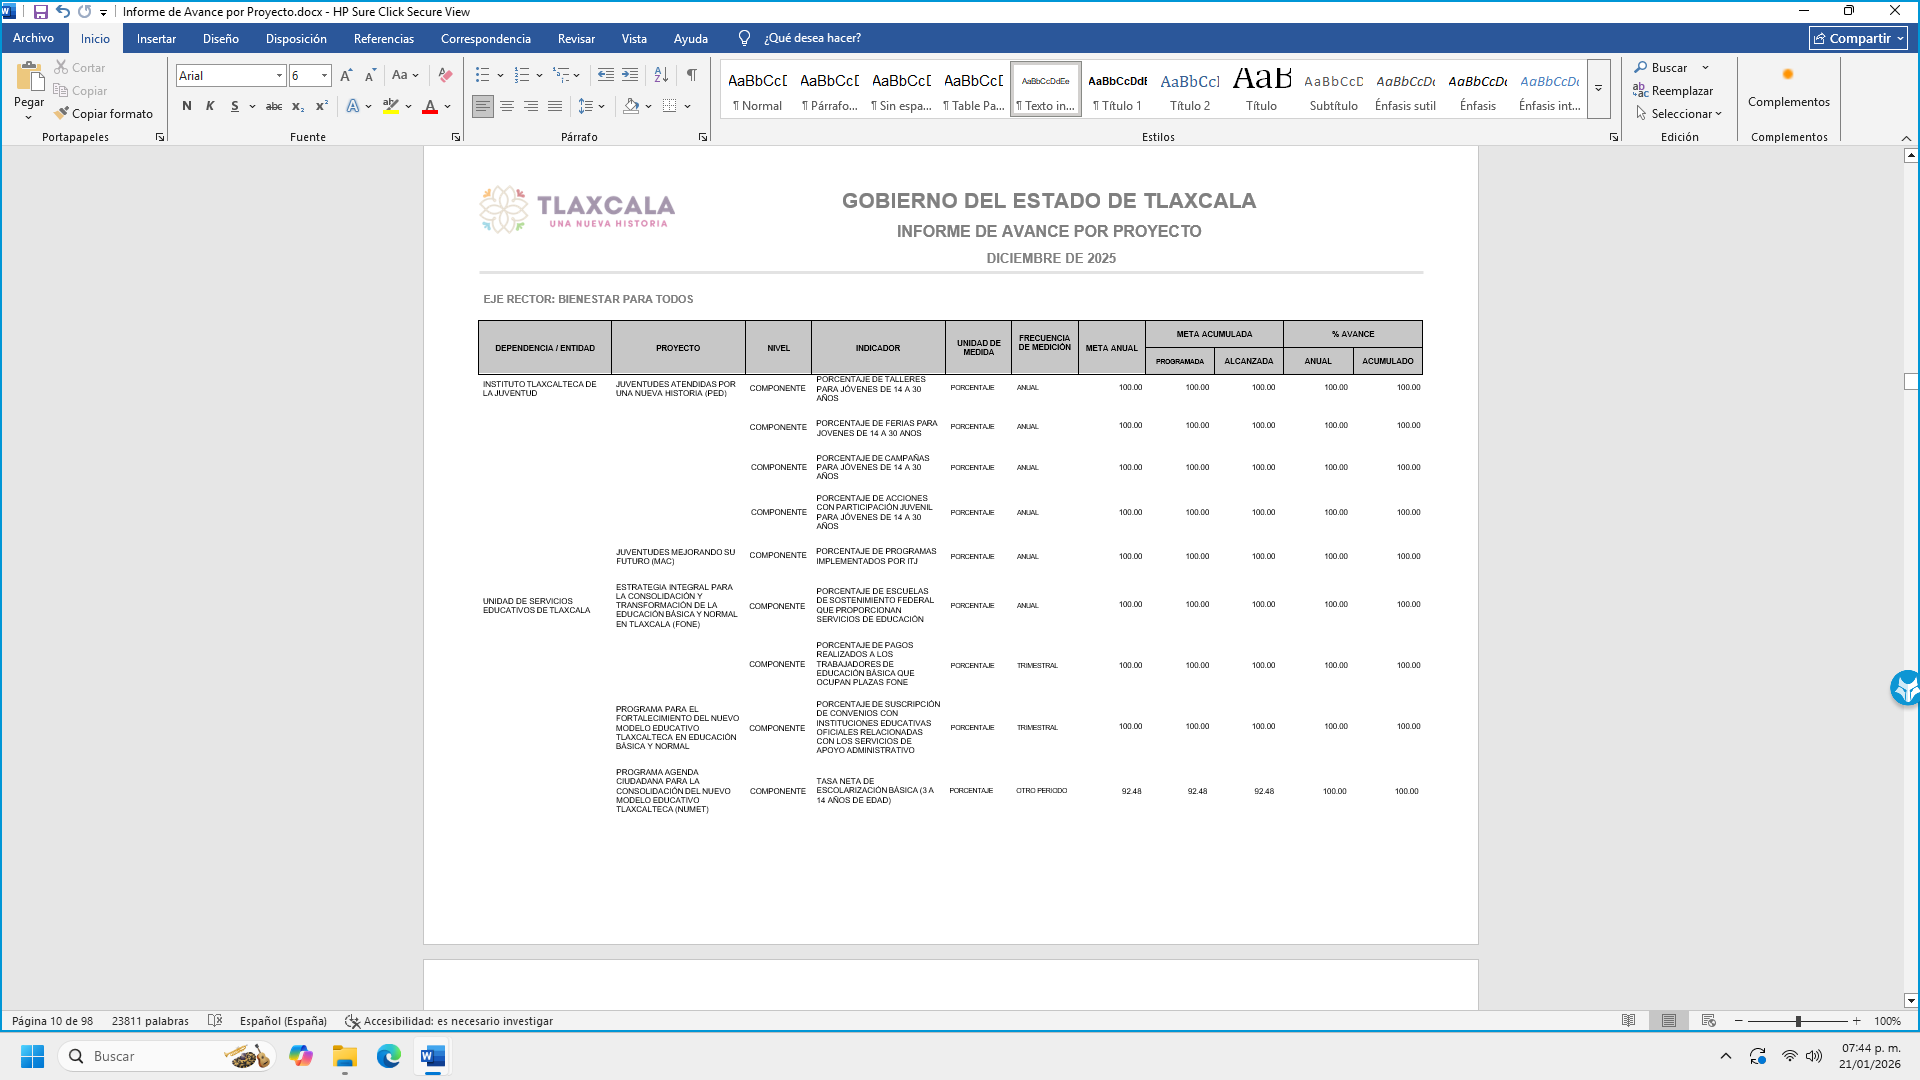 Informe de Avance por Proyecto.docx - HP Sure Click Secure View
Archivo Inicio Insertar Diseño Disposición Referencias Correspondencia Revisar Vista Ayuda ¿Qué desea hacer? Compartir
Pegar
Cortar
Copiar
Copiar formato
Portapapeles
Arial 6
Fuente
Párrafo
AaBbCcDdEe
¶ Normal ¶ Párrafo... ¶ Sin espa... ¶ Table Pa... ¶ Texto in... ¶ Título 1 Título 2 Título Subtítulo Énfasis sutil Énfasis Énfasis int...
Estilos
Buscar
Reemplazar
Seleccionar
Edición
Complementos
Complementos
TLAXCALA
UNA NUEVA HISTORIA
GOBIERNO DEL ESTADO DE TLAXCALA
INFORME DE AVANCE POR PROYECTO
DICIEMBRE DE 2025
EJE RECTOR: BIENESTAR PARA TODOS
DEPENDENCIA / ENTIDAD PROYECTO NIVEL INDICADOR UNIDAD DE MEDIDA FRECUENCIA DE MEDICIÓN META ANUAL META ACUMULADA % AVANCE
PROGRAMADA ALCANZADA ANUAL ACUMULADO
INSTITUTO TLAXCALTECA DE LA JUVENTUD JUVENTUDES ATENDIDAS POR UNA NUEVA HISTORIA (PED) COMPONENTE PORCENTAJE DE TALLERES PARA JÓVENES DE 14 A 30 AÑOS PORCENTAJE ANUAL 100.00 100.00 100.00 100.00 100.00
COMPONENTE PORCENTAJE DE FERIAS PARA JOVENES DE 14 A 30 ANOS PORCENTAJE ANUAL 100.00 100.00 100.00 100.00 100.00
COMPONENTE PORCENTAJE DE CAMPAÑAS PARA JÓVENES DE 14 A 30 AÑOS PORCENTAJE ANUAL 100.00 100.00 100.00 100.00 100.00
COMPONENTE PORCENTAJE DE ACCIONES CON PARTICIPACIÓN JUVENIL PARA JÓVENES DE 14 A 30 AÑOS PORCENTAJE ANUAL 100.00 100.00 100.00 100.00 100.00
JUVENTUDES MEJORANDO SU FUTURO (MAC) COMPONENTE PORCENTAJE DE PROGRAMAS IMPLEMENTADOS POR ITJ PORCENTAJE ANUAL 100.00 100.00 100.00 100.00 100.00
UNIDAD DE SERVICIOS EDUCATIVOS DE TLAXCALA ESTRATEGIA INTEGRAL PARA LA CONSOLIDACIÓN Y TRANSFORMACIÓN DE LA EDUCACIÓN BÁSICA Y NORMAL EN TLAXCALA (FONE) COMPONENTE PORCENTAJE DE ESCUELAS DE SOSTENIMIENTO FEDERAL QUE PROPORCIONAN SERVICIOS DE EDUCACIÓN PORCENTAJE ANUAL 100.00 100.00 100.00 100.00 100.00
COMPONENTE PORCENTAJE DE PAGOS REALIZADOS A LOS TRABAJADORES DE EDUCACIÓN BÁSICA QUE OCUPAN PLAZAS FONE PORCENTAJE TRIMESTRAL 100.00 100.00 100.00 100.00 100.00
PROGRAMA PARA EL FORTALECIMIENTO DEL NUEVO MODELO EDUCATIVO TLAXCALTECA EN EDUCACIÓN BÁSICA Y NORMAL COMPONENTE PORCENTAJE DE SUSCRIPCIÓN DE CONVENIOS CON INSTITUCIONES EDUCATIVAS OFICIALES RELACIONADAS CON LOS SERVICIOS DE APOYO ADMINISTRATIVO PORCENTAJE TRIMESTRAL 100.00 100.00 100.00 100.00 100.00
PROGRAMA AGENDA CIUDADANA PARA LA CONSOLIDACIÓN DEL NUEVO MODELO EDUCATIVO TLAXCALTECA (NUMET) COMPONENTE TASA NETA DE ESCOLARIZACIÓN BÁSICA (3 A 14 AÑOS DE EDAD) PORCENTAJE OTRO PERIODO 92.48 92.48 92.48 100.00 100.00
Página 10 de 98 23811 palabras Español (España) Accesibilidad: es necesario investigar 100%
Buscar
07:44 p. m.
21/01/2026